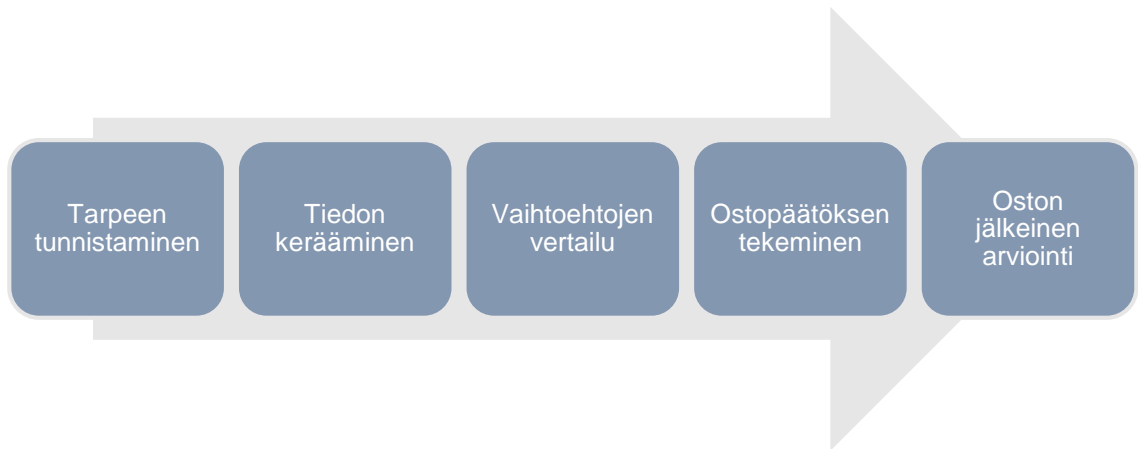 Tarpeen
tunnistaminen
Tiedon
kerääminen
Vaihtoehtojen
vertailu
Ostopäätöksen
tekeminen
Oston
jälkeinen
arviointi